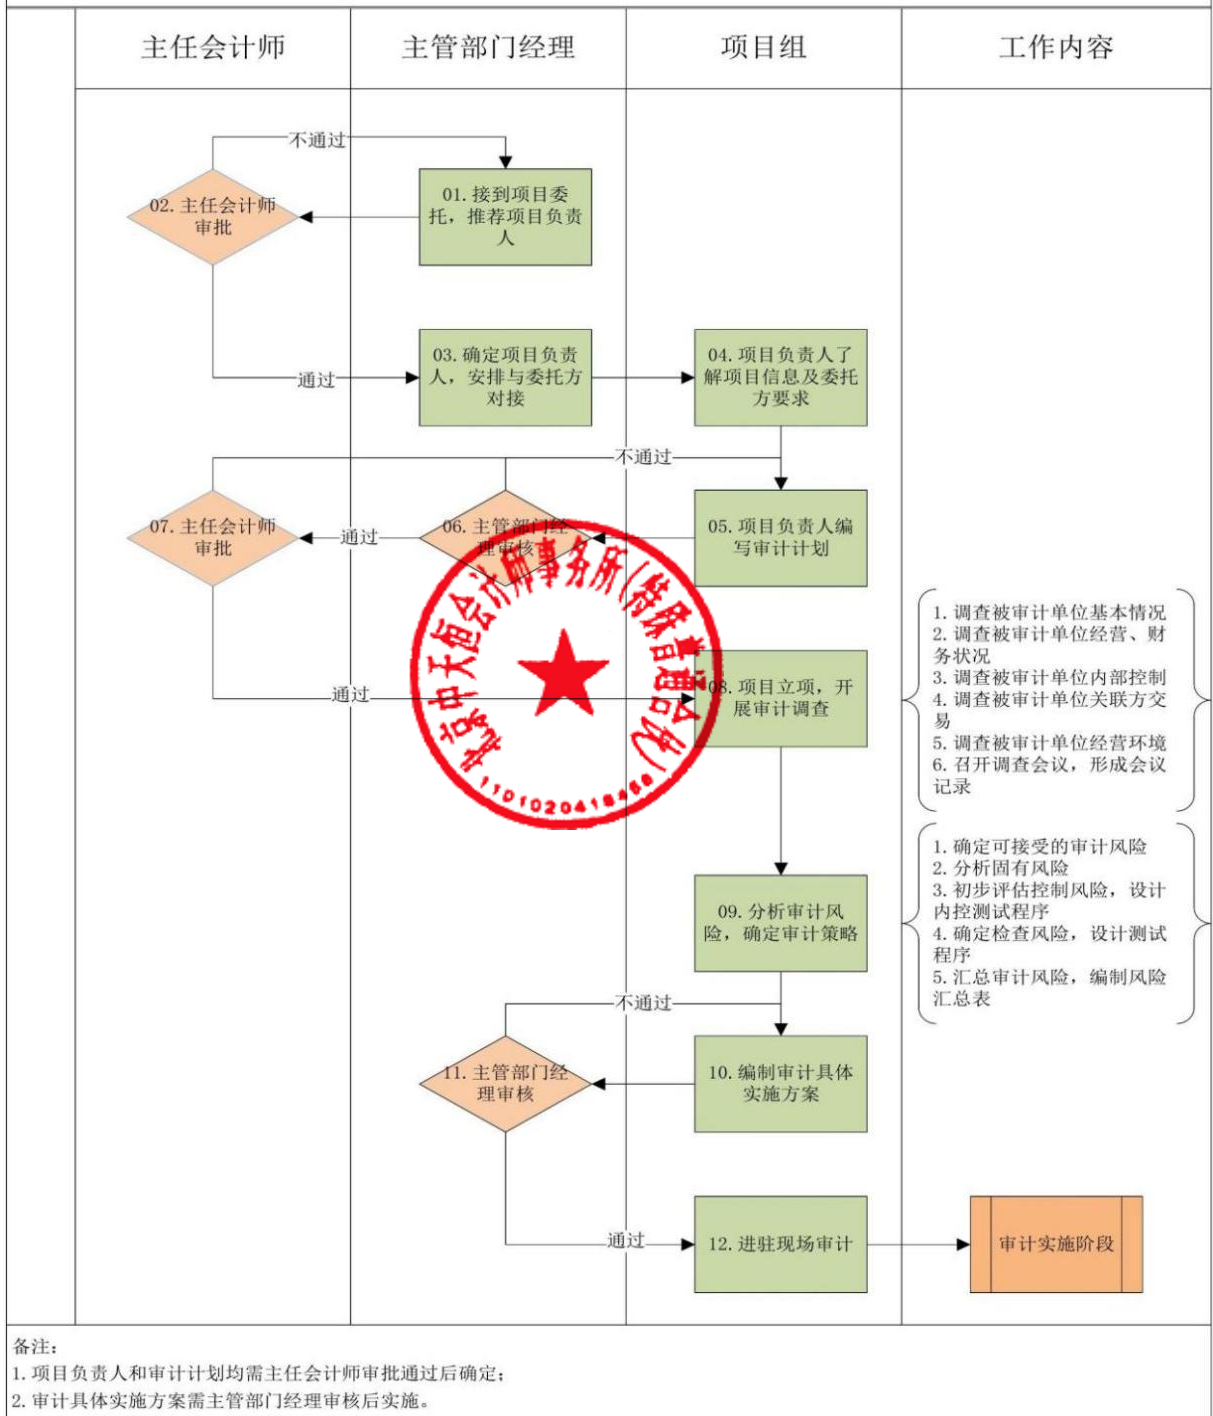 主任会计师
主管部门经理
项目组
工作内容
不通过
02.主任会计师
审批
01.接到项目委
托，推荐项目负责
人
通过
03.确定项目负责
人，安排与委托方
对接
04.项目负责人了
解项目信息及委托
方要求
不通过
07.主任会计师
审批
通过
06.主管部门经
理审核
05.项目负责人编
写审计计划
通过
08.项目立项，开
展审计调查
1.调查被审计单位基本情况
2.调查被审计单位经营、财
务状况
3.调查被审计单位内部控制
4.调查被审计单位关联方交
易
5.调查被审计单位经营环境
6.召开调查会议，形成会议
记录
北京中天恒会计师事务所(特殊普通合伙)
09.分析审计风
险，确定审计策略
1.确定可接受的审计风险
2.分析固有风险
3.初步评估控制风险，设计
内控测试程序
4.确定检查风险，设计测试
程序
5.汇总审计风险，编制风险
汇总表
不通过
11.主管部门经
理审核
10.编制审计具体
实施方案
通过
12.进驻现场审计
审计实施阶段
备注：
1.项目负责人和审计计划均需主任会计师审批通过后确定；
2.审计具体实施方案需主管部门经理审核后实施。